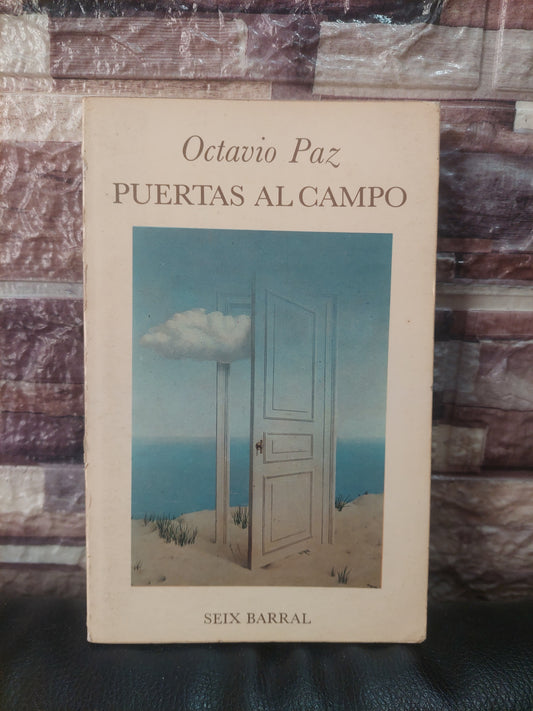 Octavio Paz
PUERTAS AL CAMPO
SEIX BARRAL